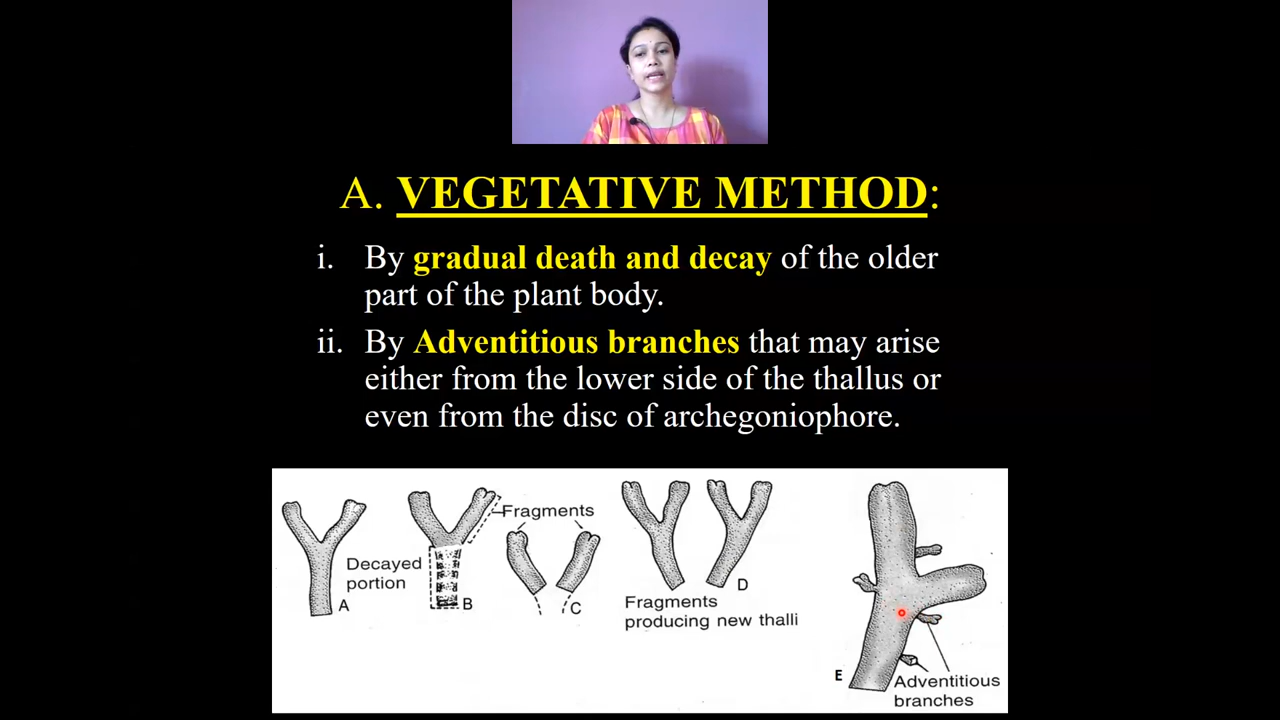 A. VEGETATIVE METHOD:
i. By gradual death and decay of the older
part of the plant body.
ii. By Adventitious branches that may arise
either from the lower side of the thallus or
even from the disc of archegoniophore.
Fragments
Decayed
portion
A
B
C
D
Fragments
producing new thalli
E
Adventitious
branches